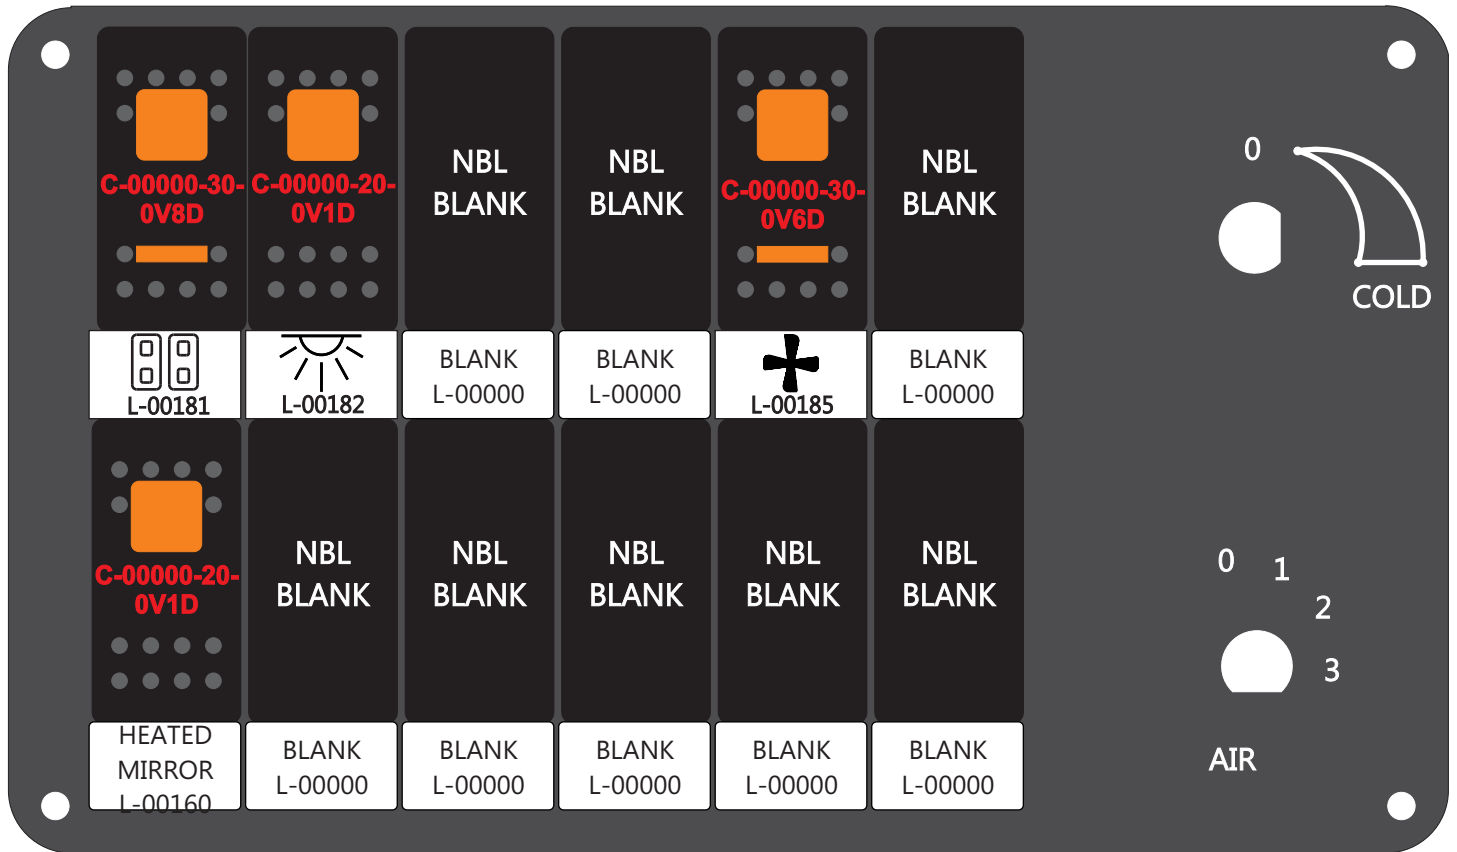 C-00000-30-
0V8D
C-00000-20-
0V1D
NBL
BLANK
NBL
BLANK
C-00000-30-
0V6D
NBL
BLANK
0
COLD
L-00181
L-00182
BLANK
L-00000
BLANK
L-00000
L-00185
BLANK
L-00000
C-00000-20-
0V1D
NBL
BLANK
NBL
BLANK
NBL
BLANK
NBL
BLANK
NBL
BLANK
0
1
2
3
AIR
HEATED
MIRROR
L-00160
BLANK
L-00000
BLANK
L-00000
BLANK
L-00000
BLANK
L-00000
BLANK
L-00000